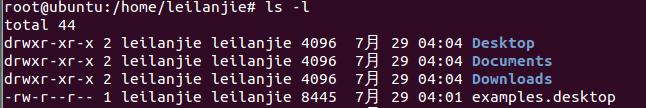 root@ubuntu:/home/leilanjie# ls -l
total 44
drwxr-xr-x 2 leilanjie leilanjie 4096  7月 29 04:04 Desktop
drwxr-xr-x 2 leilanjie leilanjie 4096  7月 29 04:04 Documents
drwxr-xr-x 2 leilanjie leilanjie 4096  7月 29 04:04 Downloads
-rw-r--r-- 1 leilanjie leilanjie 8445  7月 29 04:01 examples.desktop